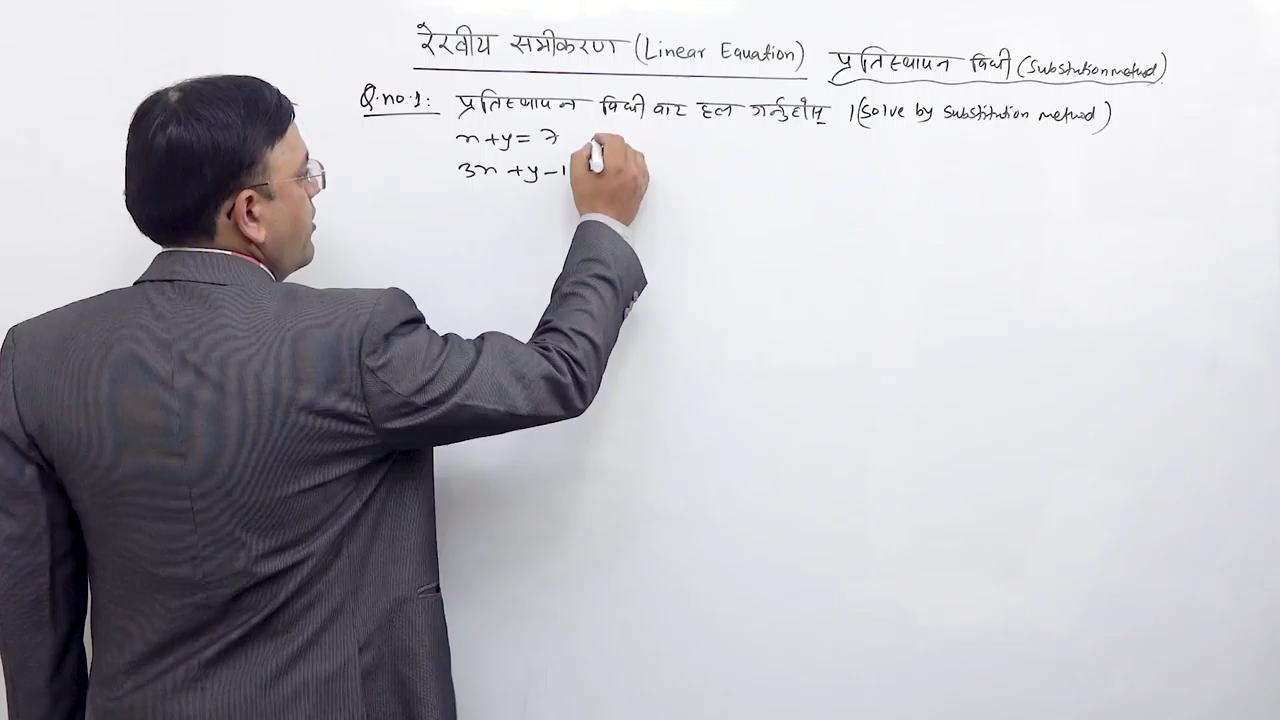 रेखीय समीकरण (Linear Equation) प्रतिस्थापन विधी (Substitution method)
Q.no.1: प्रतिस्थापन विधी बाट हल गर्नुहोस् । (Solve by substitution method)
x+y= 7
3x +y-1